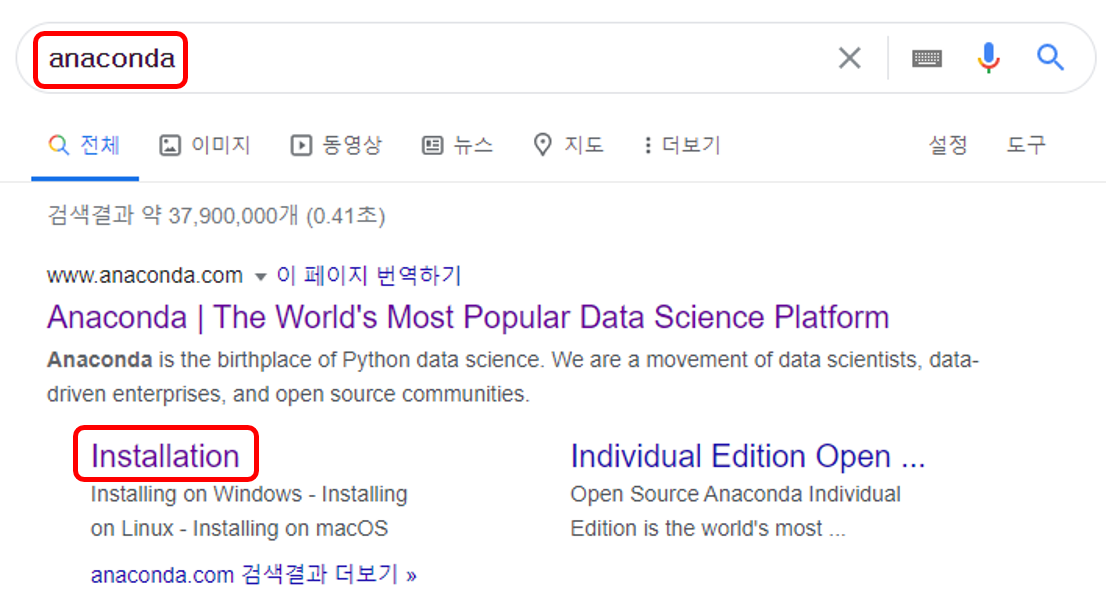 anaconda
전체 이미지 동영상 뉴스 지도 더보기 설정 도구
검색결과 약 37,900,000개 (0.41초)
www.anaconda.com 이 페이지 번역하기
Anaconda | The World's Most Popular Data Science Platform
Anaconda is the birthplace of Python data science. We are a movement of data scientists, data-
driven enterprises, and open source communities.
Installation
Installing on Windows - Installing
on Linux - Installing on macOS
Individual Edition Open ...
Open Source Anaconda Individual
Edition is the world's most ...
anaconda.com 검색결과 더보기 »